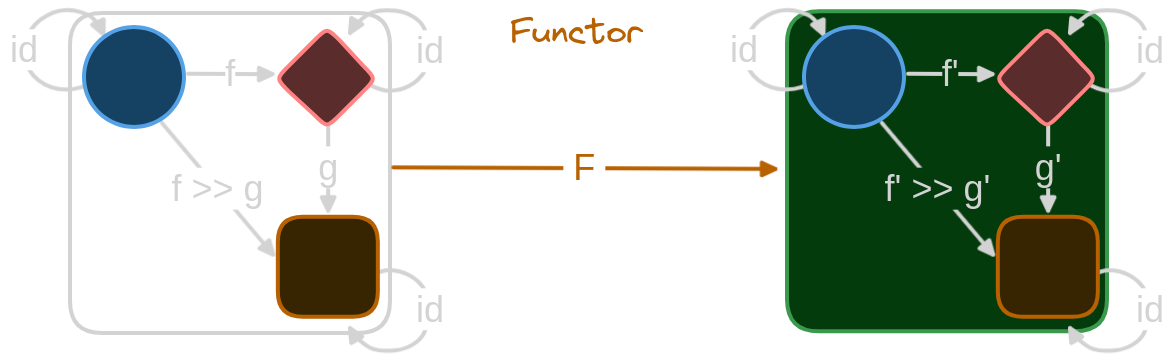 Functor
id
f
id
f >> g
g
id
F
id
f'
id
f' >> g'
g'
id